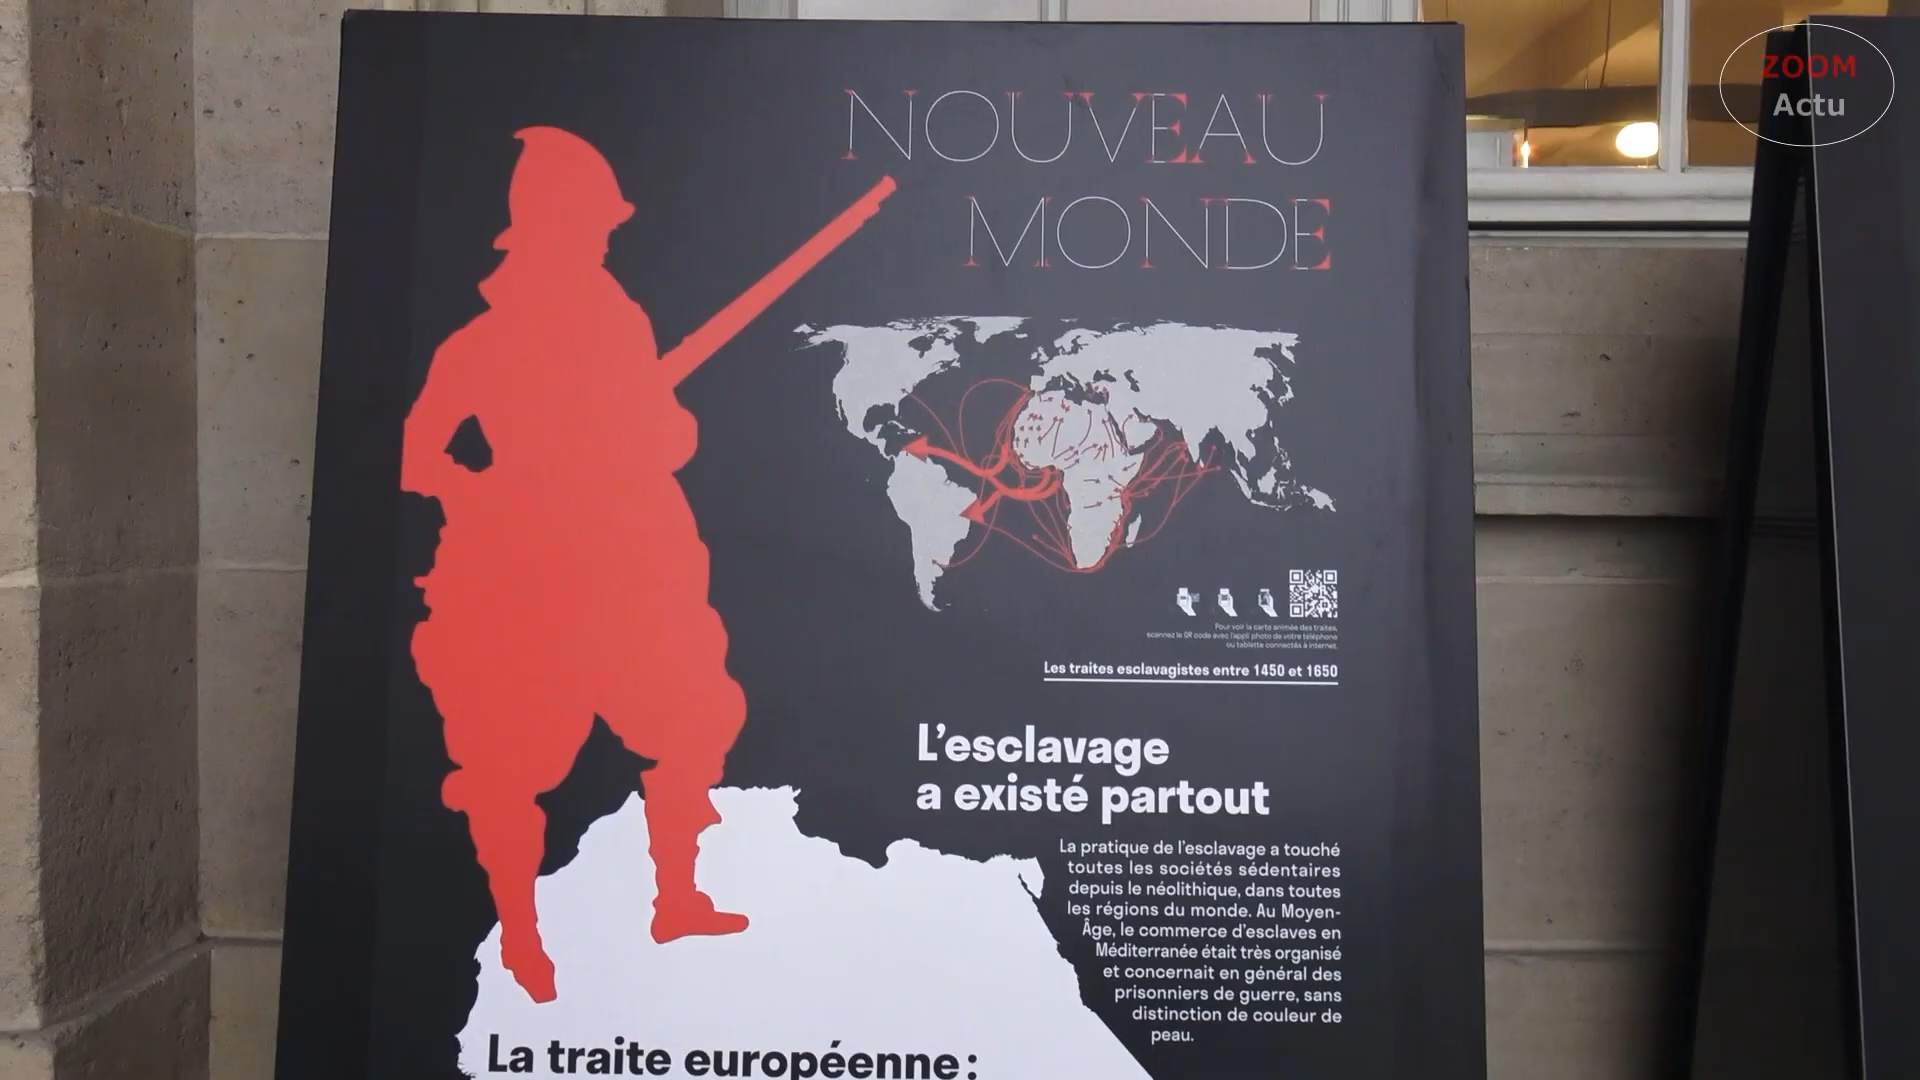 ZOOM
Actu
NOUVEAU
MONDE
Pour voir la carte animée des traites,
scannez le QR code avec l'appli photo de votre téléphone
ou tablette connectés à internet.
Les traites esclavagistes entre 1450 et 1650
L'esclavage
a existé partout
La pratique de l'esclavage a touché
toutes les sociétés sédentaires
depuis le néolithique, dans toutes
les régions du monde. Au Moyen-
Âge, le commerce d'esclaves en
Méditerranée était très organisé
et concernait en général des
prisonniers de guerre, sans
distinction de couleur de
peau.
La traite européenne :